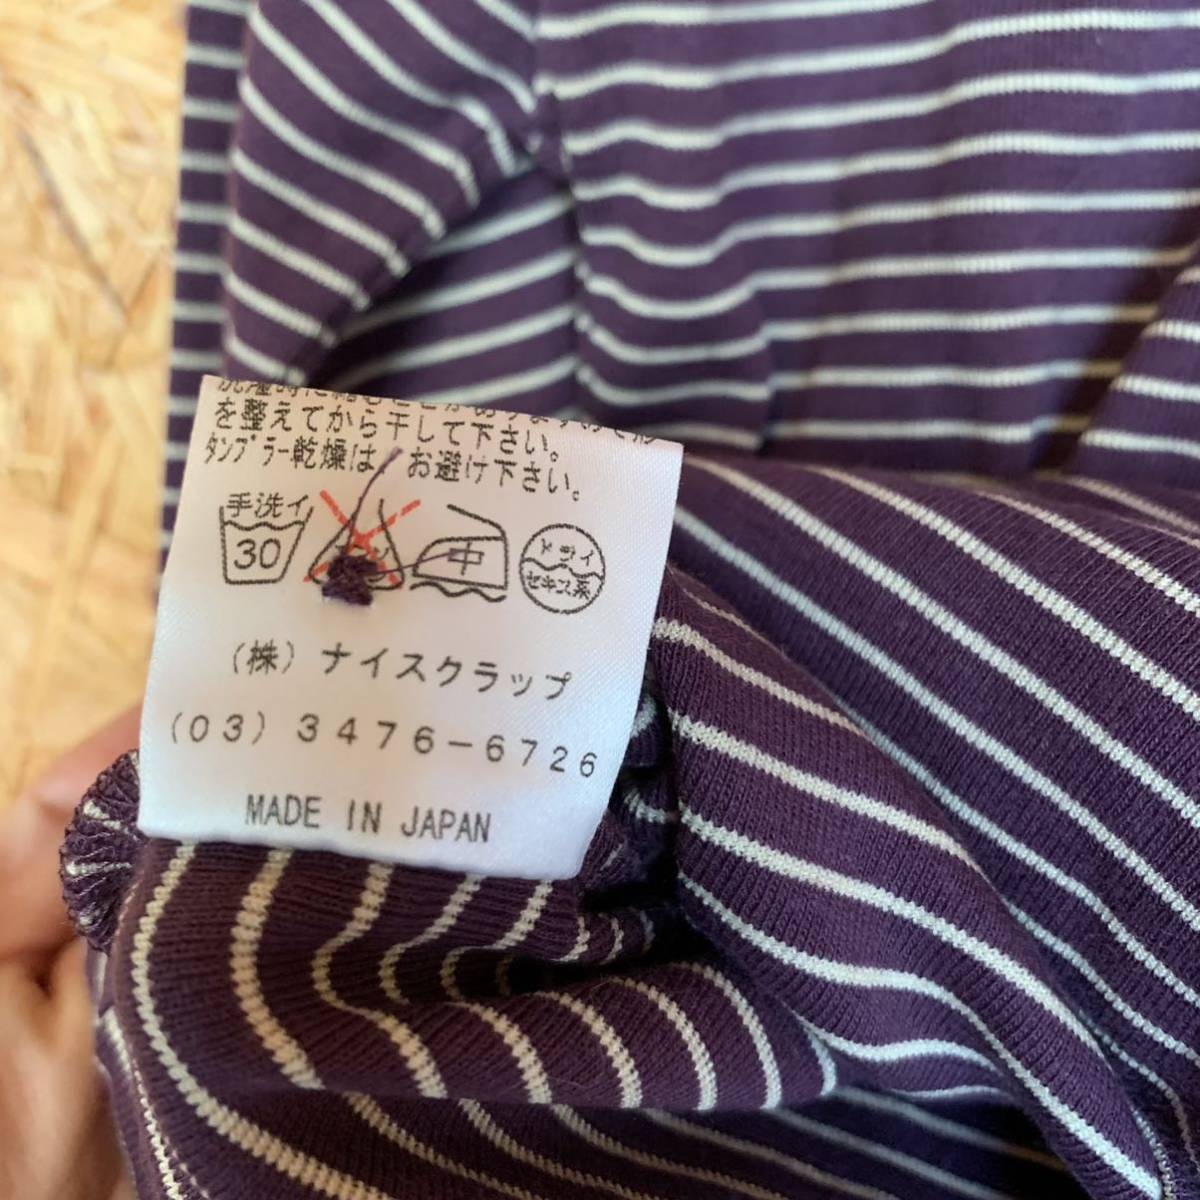 を整えてから干して下さい。
タンブラー乾燥は、お避け下さい。
手洗イ
30
中
ドライ
セキユ系
(株)ナイスクラップ
(03)3476-6726
MADE IN JAPAN